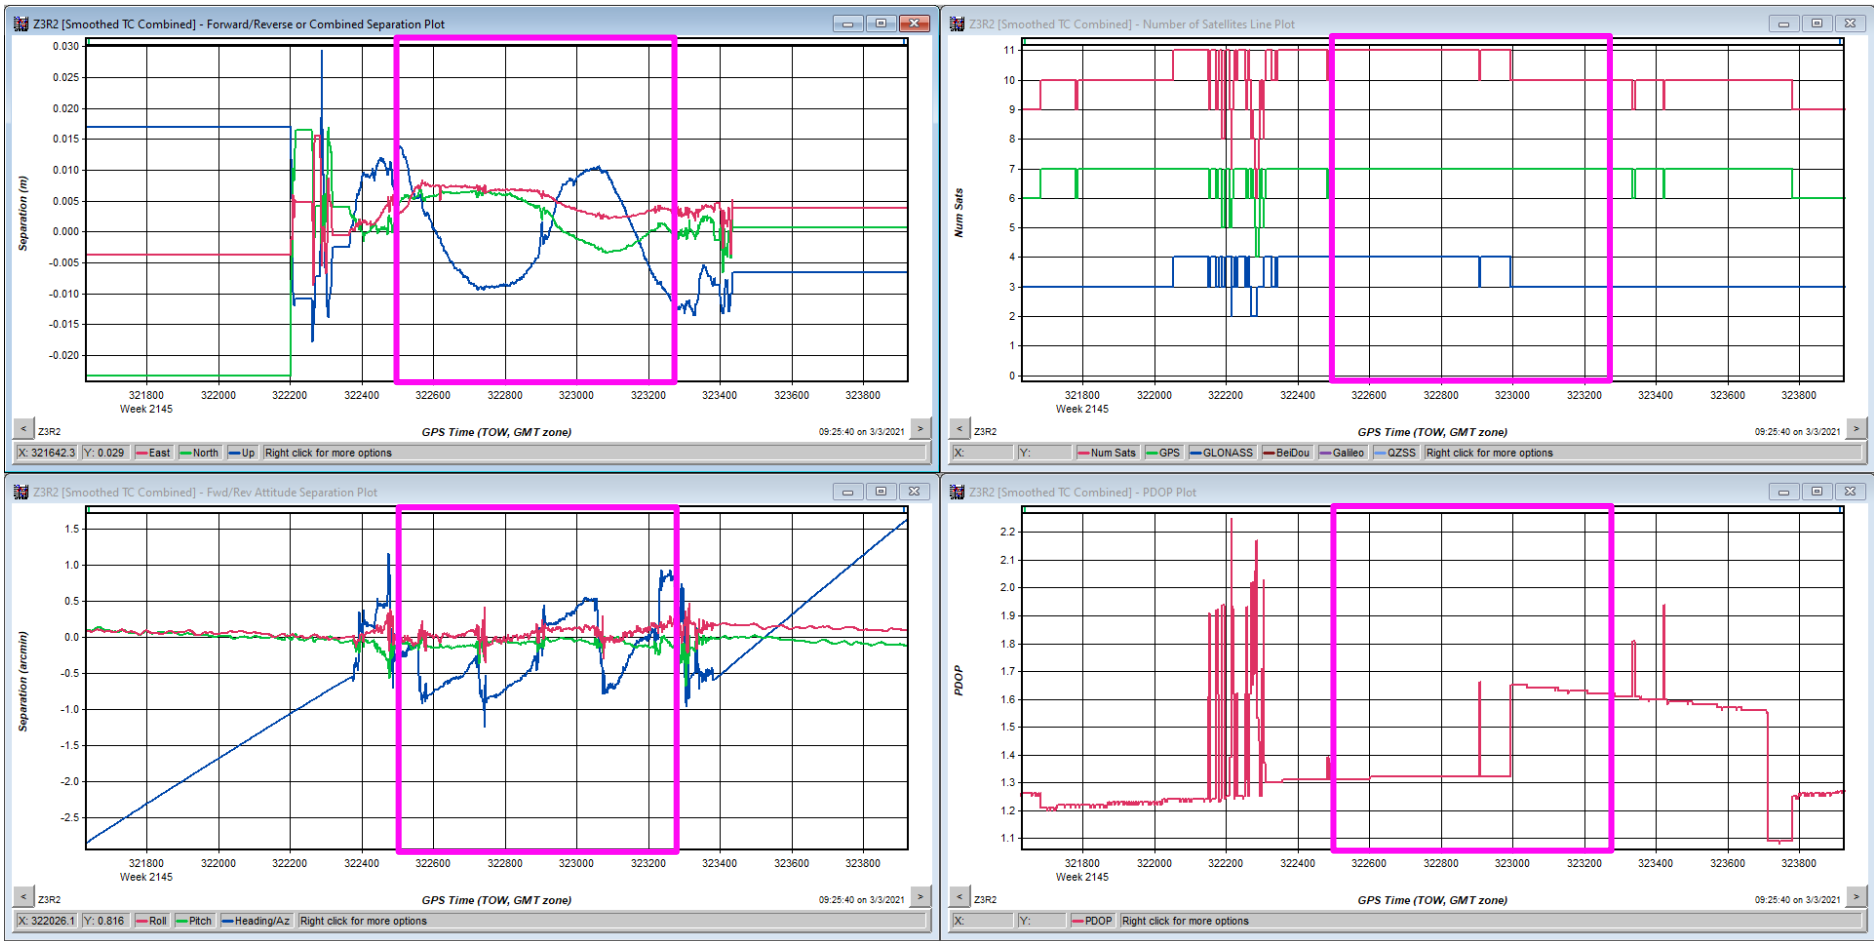 Z3R2 [Smoothed TC Combined] - Forward/Reverse or Combined Separation Plot
0.030
0.025
0.020
0.015
0.010
0.005
0.000
-0.005
-0.010
-0.015
-0.020
Separation (m)
321800 322000 322200 322400 322600 322800 323000 323200 323400 323600 323800
Week 2145
< Z3R2 GPS Time (TOW, GMT zone) 09:25:40 on 3/3/2021 >
X: 321642.3 Y: 0.029 East North Up Right click for more options
Z3R2 [Smoothed TC Combined] - Number of Satellites Line Plot
11
10
9
8
7
6
5
4
3
2
1
0
Num Sats
321800 322000 322200 322400 322600 322800 323000 323200 323400 323600 323800
Week 2145
< Z3R2 GPS Time (TOW, GMT zone) 09:25:40 on 3/3/2021 >
X: Y: Num Sats GPS GLONASS BeiDou Galileo QZSS Right click for more options
Z3R2 [Smoothed TC Combined] - Fwd/Rev Attitude Separation Plot
1.5
1.0
0.5
0.0
-0.5
-1.0
-1.5
-2.0
-2.5
Separation (arcmin)
321800 322000 322200 322400 322600 322800 323000 323200 323400 323600 323800
Week 2145
< Z3R2 GPS Time (TOW, GMT zone) 09:25:40 on 3/3/2021 >
X: 322026.1 Y: 0.816 Roll Pitch Heading/Az Right click for more options
Z3R2 [Smoothed TC Combined] - PDOP Plot
2.2
2.1
2.0
1.9
1.8
1.7
1.6
1.5
1.4
1.3
1.2
1.1
PDOP
321800 322000 322200 322400 322600 322800 323000 323200 323400 323600 323800
Week 2145
< Z3R2 GPS Time (TOW, GMT zone) 09:25:40 on 3/3/2021 >
X: Y: PDOP Right click for more options